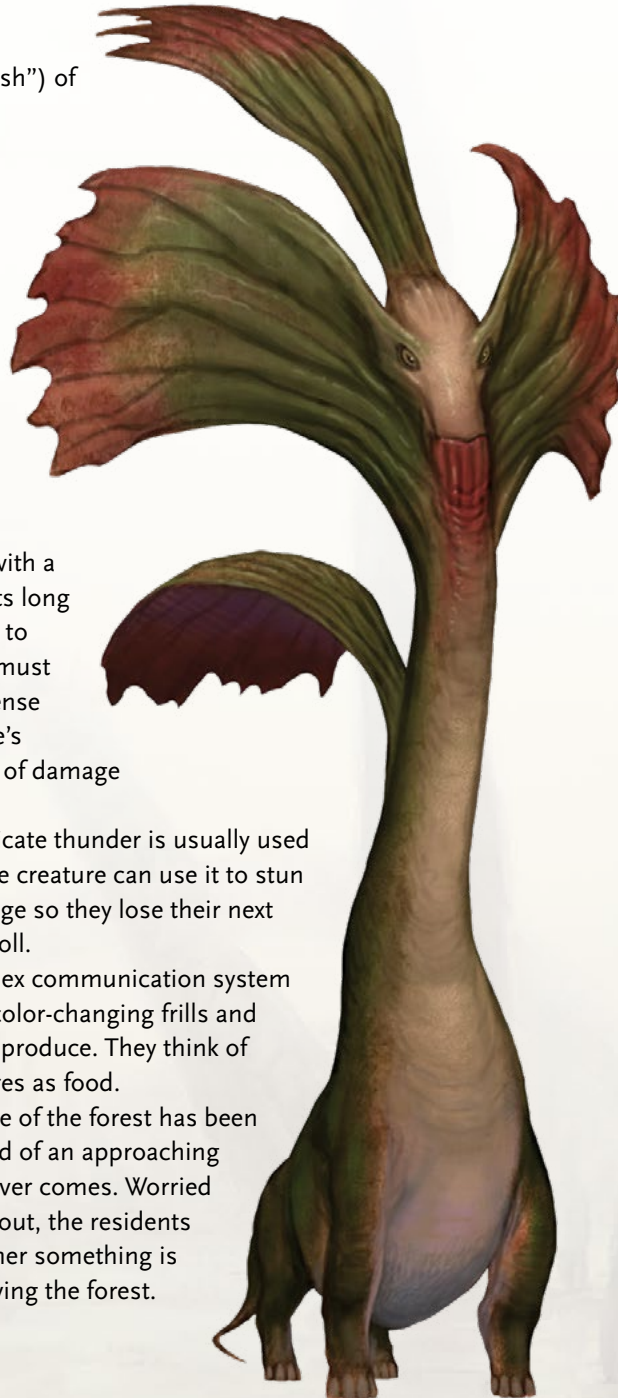 sh”) of
with a
ts long
to
must
ense
e’s
of damage
icate thunder is usually used
e creature can use it to stun
ge so they lose their next
oll.
ex communication system
color-changing frills and
produce. They think of
res as food.
e of the forest has been
d of an approaching
ver comes. Worried
out, the residents
her something is
ying the forest.